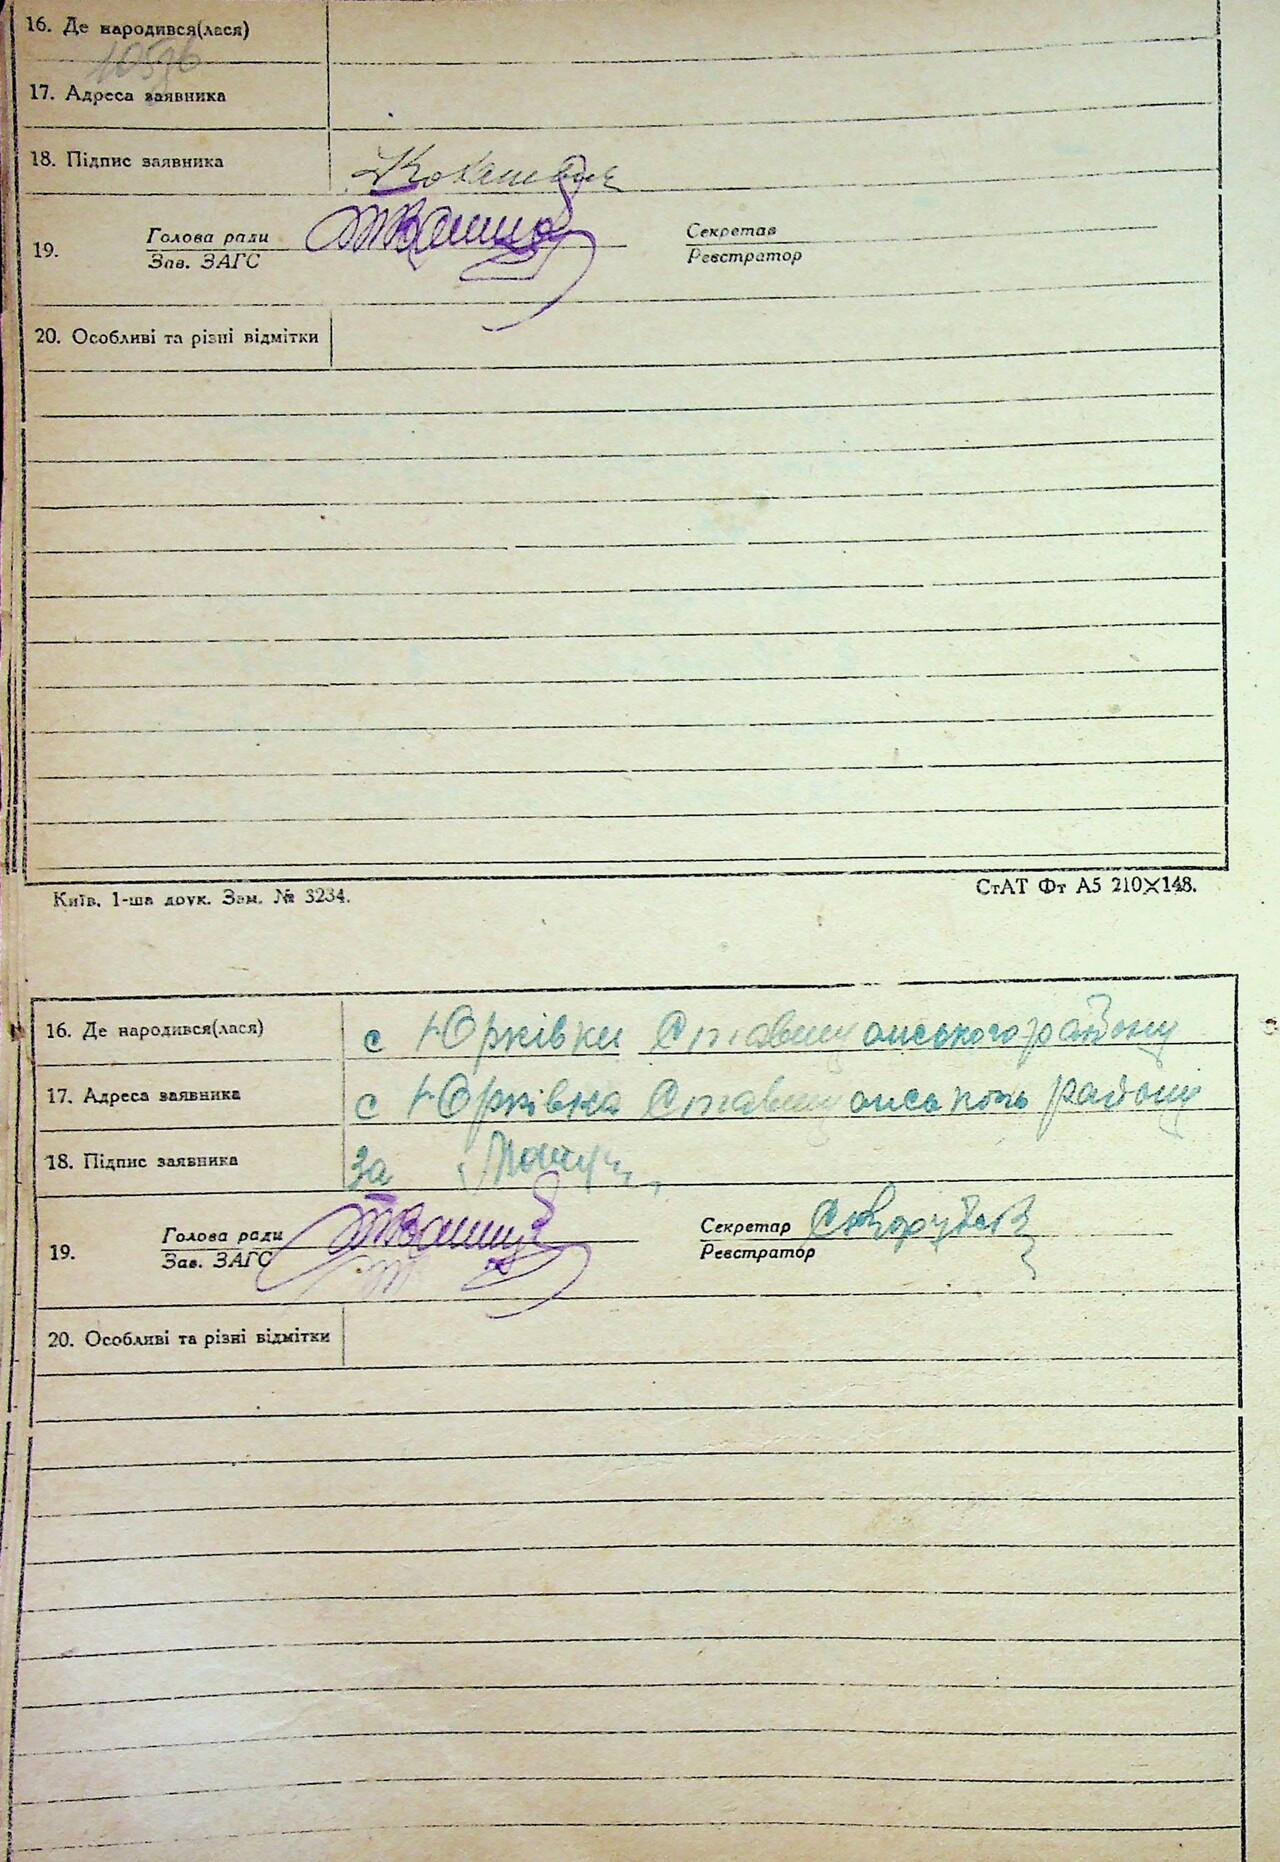 16. Де народився(лася)
17. Адреса заявника
18. Підпис заявника
19. Голова ради Секретар
Зав. ЗАГС Реєстратор
20. Особливі та різні відмітки
Київ. 1-ша друк. Зам. № 3234. СтАТ Фт А5 210×148.
16. Де народився(лася) с Юрківки Ставищанського району
17. Адреса заявника с Юрківка Ставищанського району
18. Підпис заявника За
19. Голова ради Секретар
Зав. ЗАГС Реєстратор
20. Особливі та різні відмітки